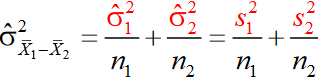 σ̂²_{X̄₁−X̄₂} = σ̂₁²/n₁ + σ̂₂²/n₂ = s₁²/n₁ + s₂²/n₂